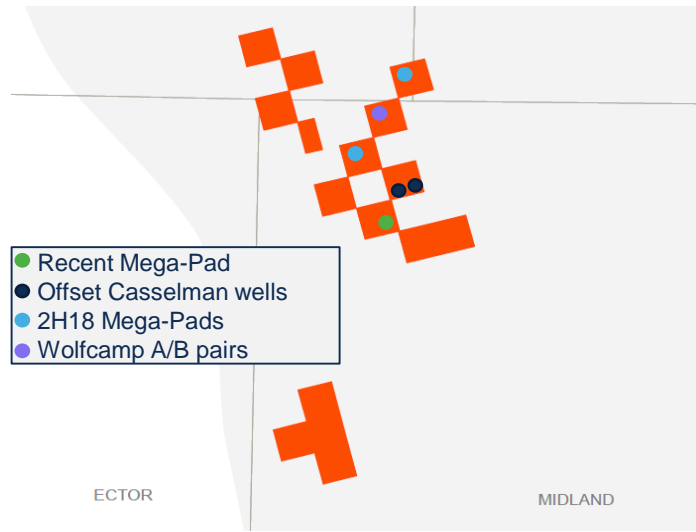 Recent Mega-Pad
Offset Casselman wells
2H18 Mega-Pads
Wolfcamp A/B pairs
ECTOR
MIDLAND